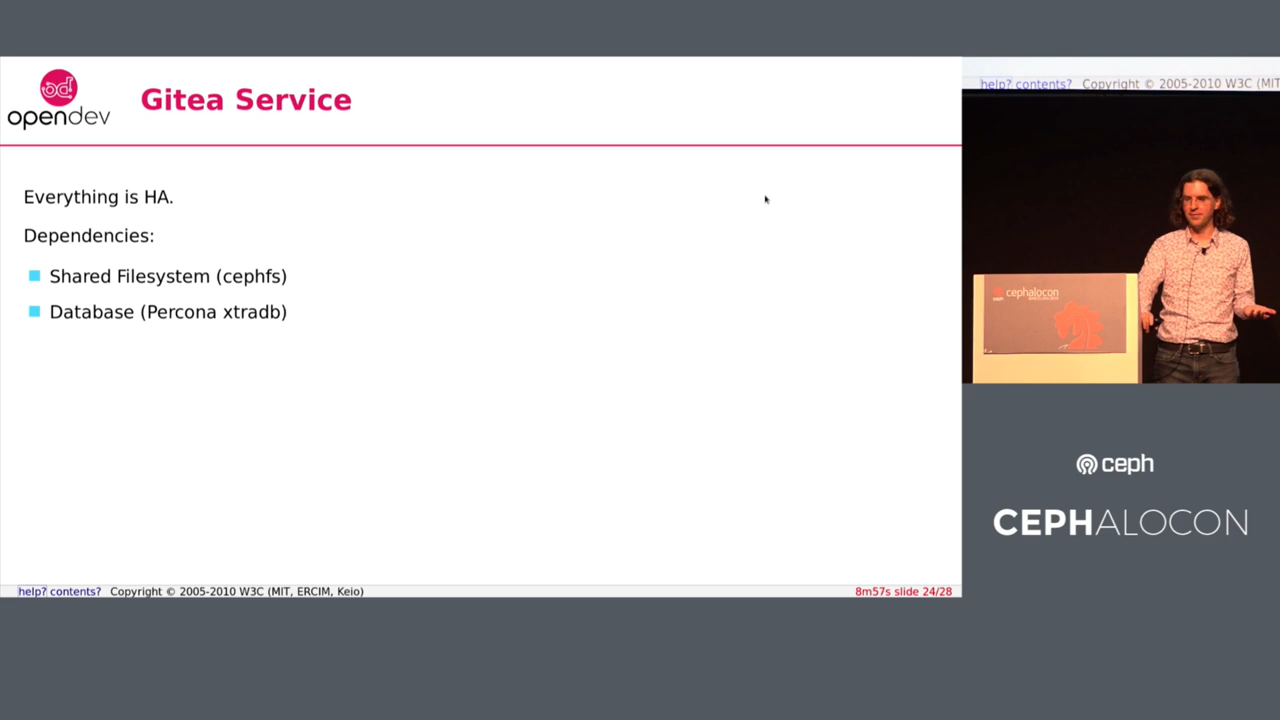 od
opendev
Gitea Service
Everything is HA.
Dependencies:
Shared Filesystem (cephfs)
Database (Percona xtradb)
help? contents? Copyright © 2005-2010 W3C (MIT, ERCIM, Keio)
8m57s slide 24/28
help? contents? Copyright © 2005-2010 W3C (MIT
cephalocon
ceph
CEPHALOCON